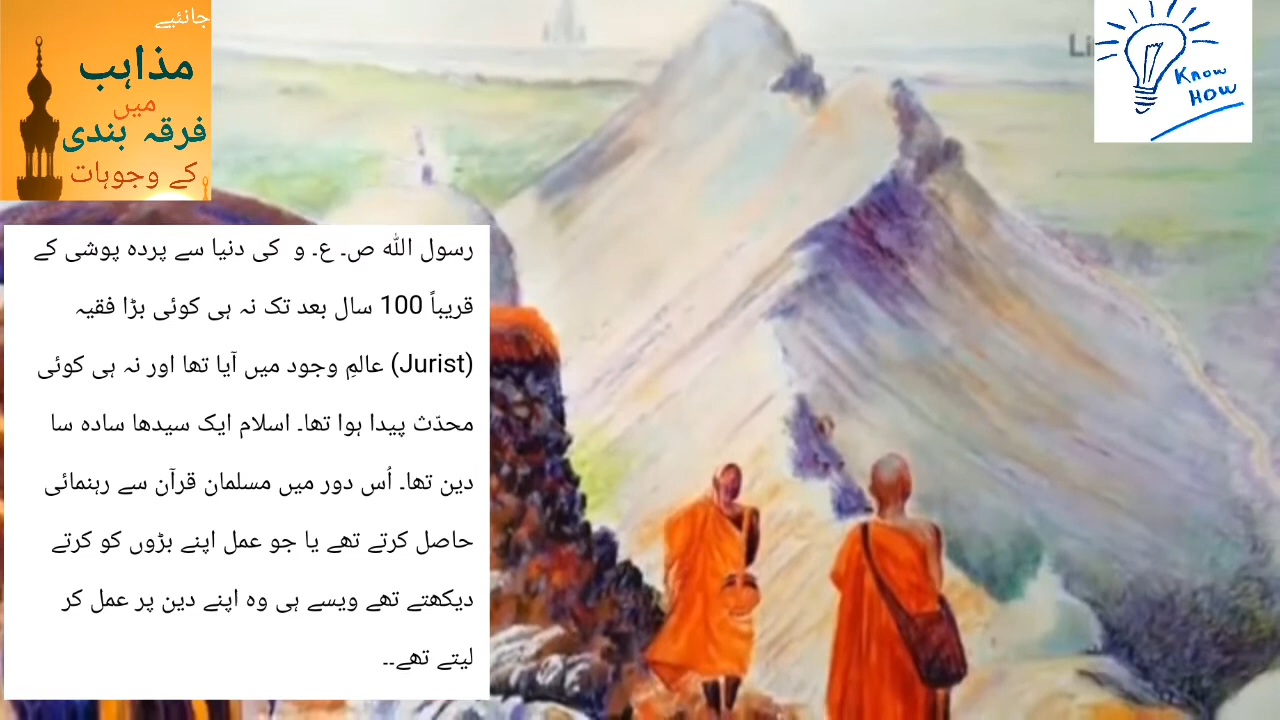 جانئیے
مذاہب
میں
فرقہ بندی
کے وجوہات
Li
Know
How
رسول اللہ ص۔ ع۔ و کی دنیا سے پردہ پوشی کے
قریباً 100 سال بعد تک نہ ہی کوئی بڑا فقیہ
(Jurist) عالمِ وجود میں آیا تھا اور نہ ہی کوئی
محدّث پیدا ہوا تھا۔ اسلام ایک سیدھا سادہ سا
دین تھا۔ اُس دور میں مسلمان قرآن سے رہنمائی
حاصل کرتے تھے یا جو عمل اپنے بڑوں کو کرتے
دیکھتے تھے ویسے ہی وہ اپنے دین پر عمل کر
لیتے تھے۔۔